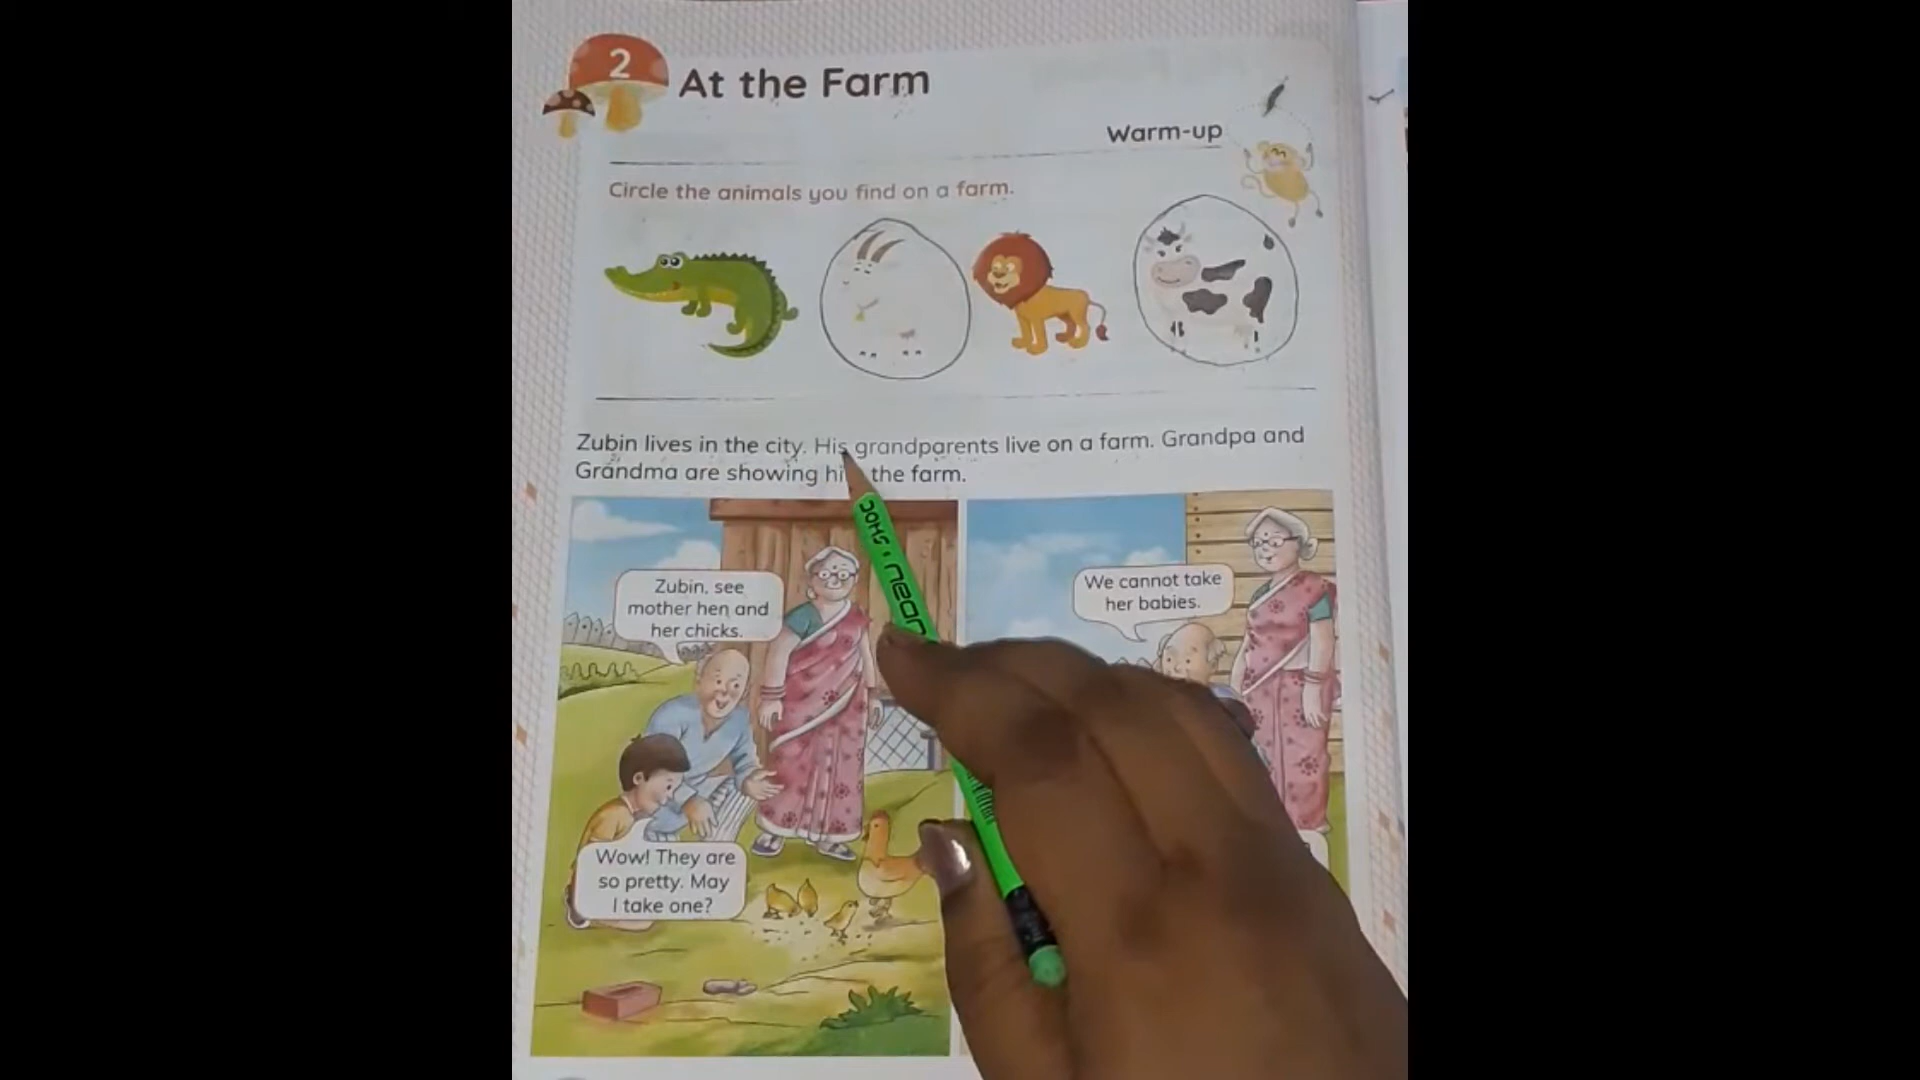 2
At the Farm
Warm-up
Circle the animals you find on a farm.
Zubin lives in the city. His grandparents live on a farm. Grandpa and
Grandma are showing the farm.
Zubin, see
mother hen and
her chicks.
We cannot take
her babies.
Wow! They are
so pretty. May
I take one?
neon